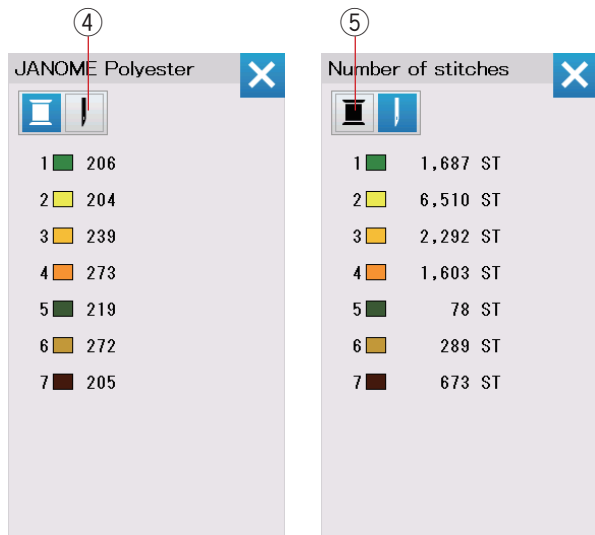 ④
JANOME Polyester
1 206
2 204
3 239
4 273
5 219
6 272
7 205
⑤
Number of stitches
1 1,687 ST
2 6,510 ST
3 2,292 ST
4 1,603 ST
5 78 ST
6 289 ST
7 673 ST